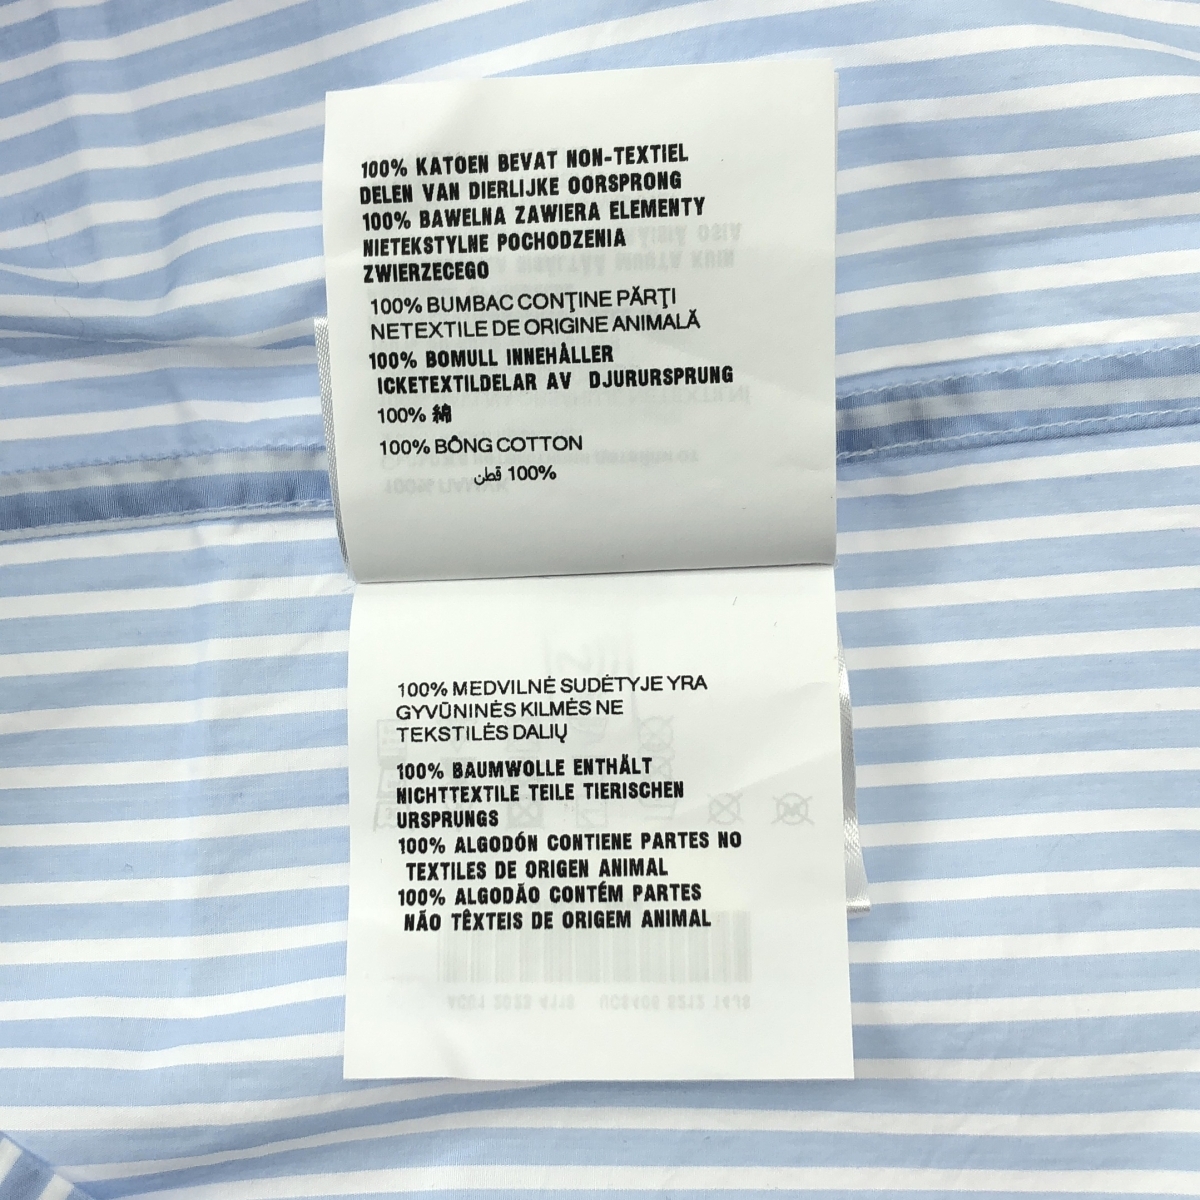 100% KATOEN BEVAT NON-TEXTIEL
DELEN VAN DIERLIJKE OORSPRONG
100% BAWELNA ZAWIERA ELEMENTY
NIETEKSTYLNE POCHODZENIA
ZWIERZECEGO
100% BUMBAC CONŢINE PĂRŢI
NETEXTILE DE ORIGINE ANIMALĂ
100% BOMULL INNEHÅLLER
ICKETEXTILDELAR AV DJURURSPRUNG
100% 綿
100% BÔNG COTTON
100% قطن
100% MEDVILNĖ SUDĖTYJE YRA
GYVŪNINĖS KILMĖS NE
TEKSTILĖS DALIŲ
100% BAUMWOLLE ENTHÄLT
NICHTTEXTILE TEILE TIERISCHEN
URSPRUNGS
100% ALGODÓN CONTIENE PARTES NO
TEXTILES DE ORIGEN ANIMAL
100% ALGODÃO CONTÉM PARTES
NÃO TÊXTEIS DE ORIGEM ANIMAL